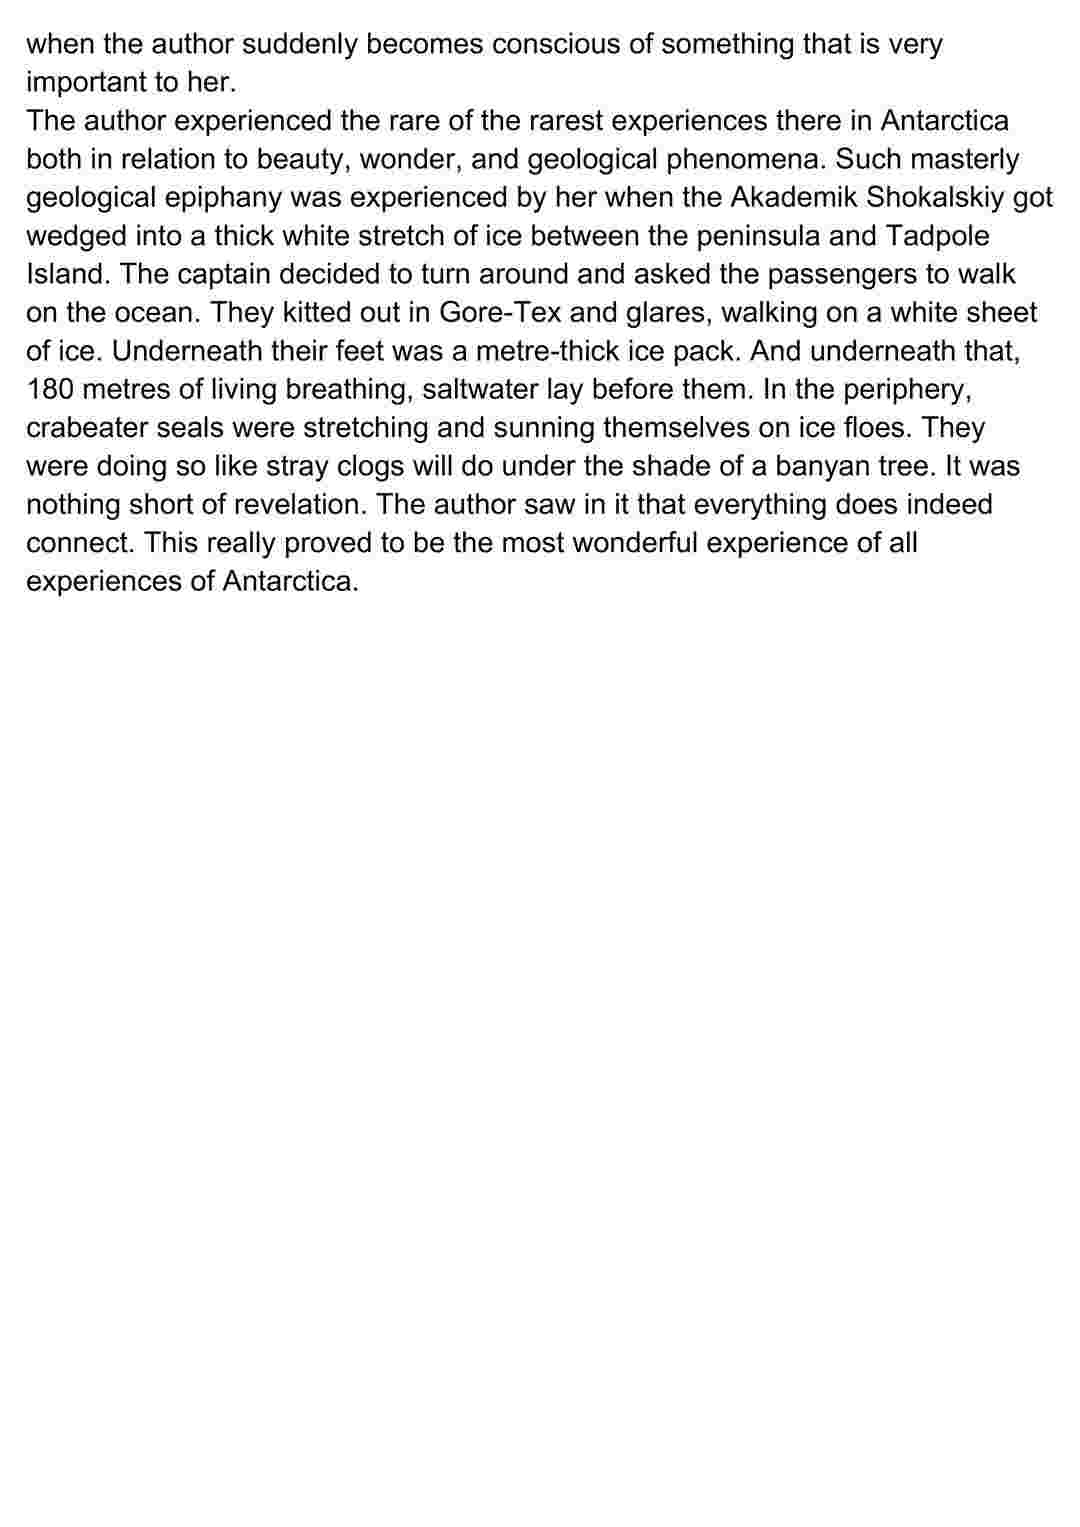 when the author suddenly becomes conscious of something that is very
important to her.
The author experienced the rare of the rarest experiences there in Antarctica
both in relation to beauty, wonder, and geological phenomena. Such masterly
geological epiphany was experienced by her when the Akademik Shokalskiy got
wedged into a thick white stretch of ice between the peninsula and Tadpole
Island. The captain decided to turn around and asked the passengers to walk
on the ocean. They kitted out in Gore-Tex and glares, walking on a white sheet
of ice. Underneath their feet was a metre-thick ice pack. And underneath that,
180 metres of living breathing, saltwater lay before them. In the periphery,
crabeater seals were stretching and sunning themselves on ice floes. They
were doing so like stray clogs will do under the shade of a banyan tree. It was
nothing short of revelation. The author saw in it that everything does indeed
connect. This really proved to be the most wonderful experience of all
experiences of Antarctica.